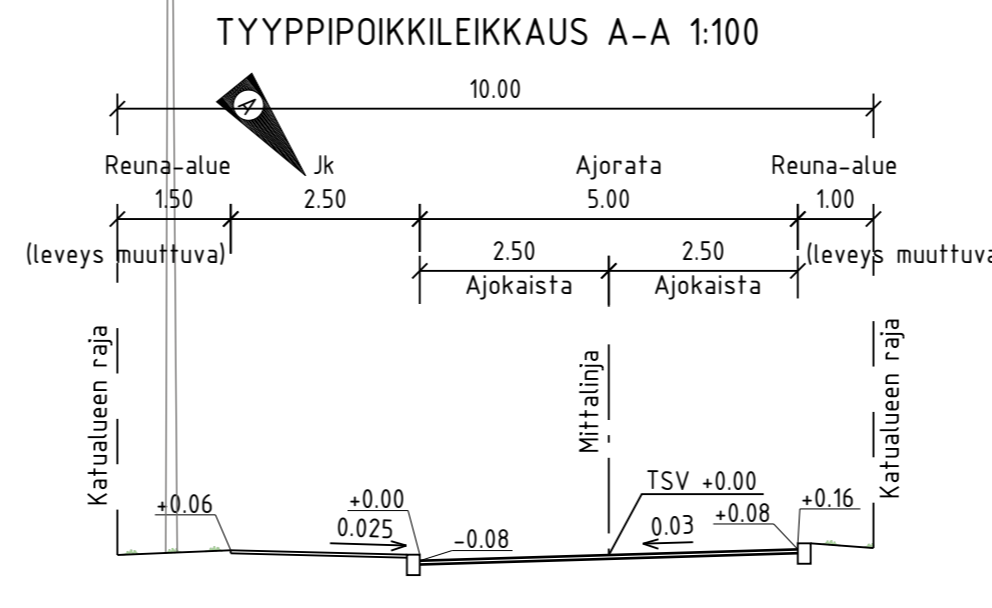 TYYPPIPOIKKILEIKKAUS A-A 1:100
10.00
A
Reuna-alue Jk Ajorata Reuna-alue
1.50 2.50 5.00 1.00
(leveys muuttuva) 2.50 2.50 (leveys muuttuva
Ajokaista Ajokaista
Katualueen raja
Mittalinja
Katualueen raja
TSV +0.00
+0.06 +0.00 +0.08 +0.16
0.025 -0.08 0.03